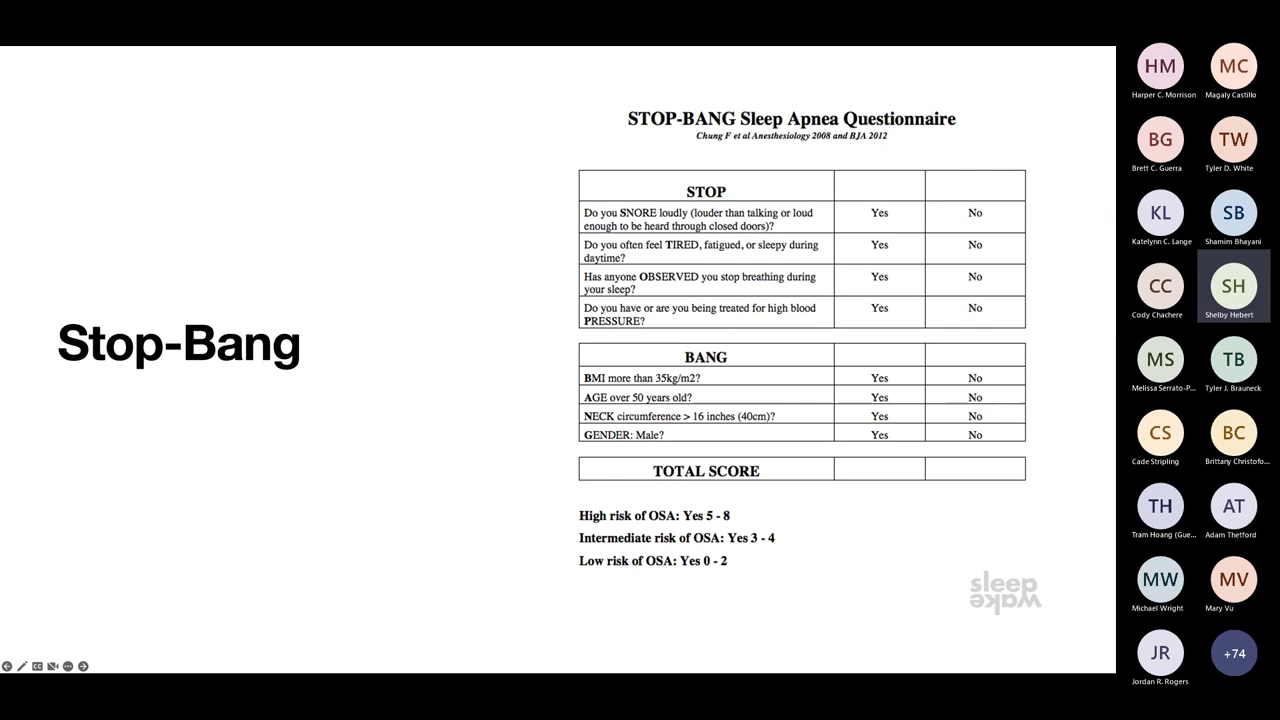 Stop-Bang
STOP-BANG Sleep Apnea Questionnaire
Chung F et al Anesthesiology 2008 and BJA 2012
STOP
Do you SNORE loudly (louder than talking or loud
enough to be heard through closed doors)?
Yes
No
Do you often feel TIRED, fatigued, or sleepy during
daytime?
Yes
No
Has anyone OBSERVED you stop breathing during
your sleep?
Yes
No
Do you have or are you being treated for high blood
PRESSURE?
Yes
No
BANG
BMI more than 35kg/m2?
Yes
No
AGE over 50 years old?
Yes
No
NECK circumference > 16 inches (40cm)?
Yes
No
GENDER: Male?
Yes
No
TOTAL SCORE
High risk of OSA: Yes 5 - 8
Intermediate risk of OSA: Yes 3 - 4
Low risk of OSA: Yes 0 - 2
sleep
wake
HM
Harper C. Morrison
MC
Magaly Castillo
BG
Brett C. Guerra
TW
Tyler D. White
KL
Katelynn C. Lange
SB
Shamim Bhayani
CC
Cody Chachere
SH
Shelby Hebert
MS
Melissa Serrato-P...
TB
Tyler J. Brauneck
CS
Cade Stripling
BC
Brittany Christofo...
TH
Tram Hoang (Gue...
AT
Adam Thetford
MW
Michael Wright
MV
Mary Vu
JR
Jordan R. Rogers
+74